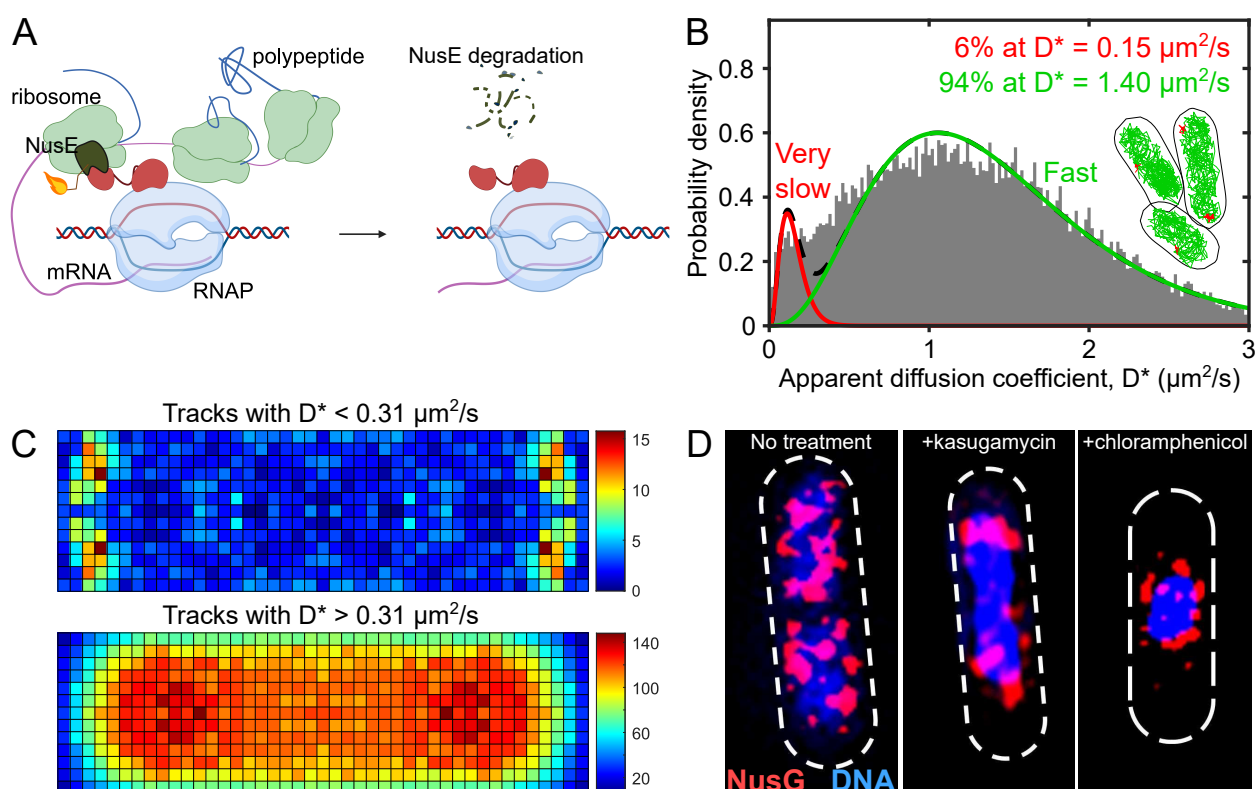 A
polypeptide
ribosome
NusE
mRNA
RNAP
NusE degradation
B
6% at D* = 0.15 µm²/s
94% at D* = 1.40 µm²/s
Very
slow
Fast
Probability density
0.8
0.6
0.4
0.2
0
0 1 2 3
Apparent diffusion coefficient, D* (µm²/s)
C
Tracks with D* < 0.31 µm²/s
15
10
5
0
Tracks with D* > 0.31 µm²/s
140
100
60
20
D
No treatment
+kasugamycin
+chloramphenicol
NusG DNA